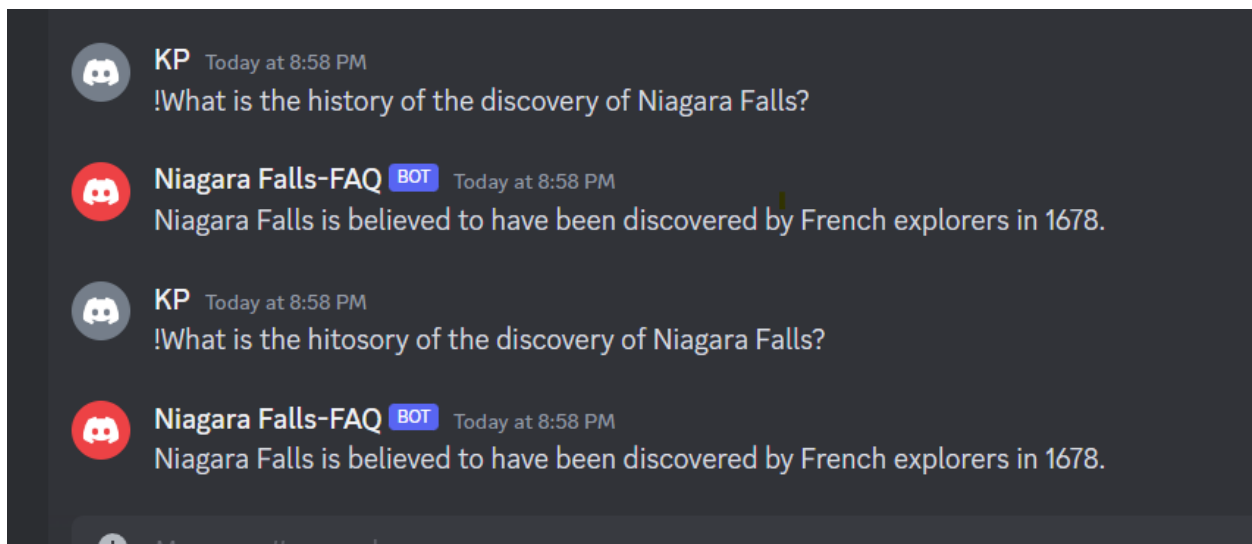 KP Today at 8:58 PM
!What is the history of the discovery of Niagara Falls?
Niagara Falls-FAQ BOT Today at 8:58 PM
Niagara Falls is believed to have been discovered by French explorers in 1678.
KP Today at 8:58 PM
!What is the hitosory of the discovery of Niagara Falls?
Niagara Falls-FAQ BOT Today at 8:58 PM
Niagara Falls is believed to have been discovered by French explorers in 1678.